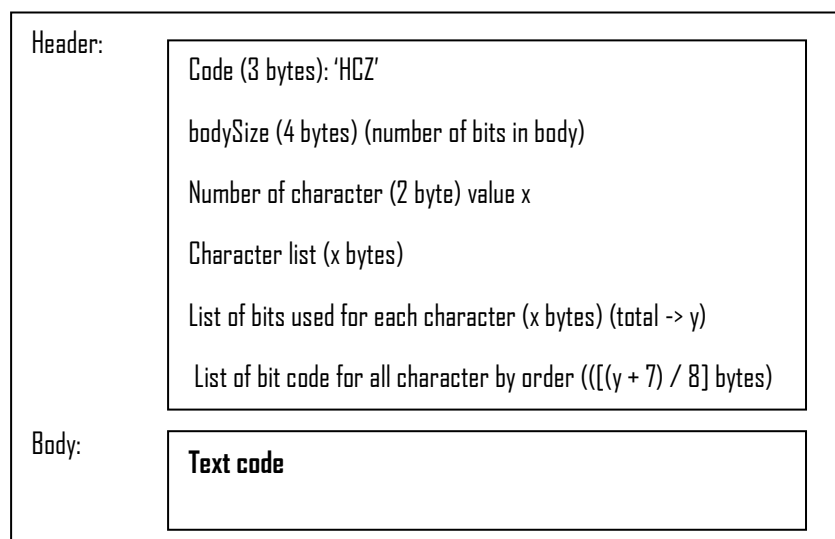 Header:
Code (3 bytes): ‘HCZ’
bodySize (4 bytes) (number of bits in body)
Number of character (2 byte) value x
Character list (x bytes)
List of bits used for each character (x bytes) (total -> y)
List of bit code for all character by order (([(y + 7) / 8] bytes)
Body:
Text code